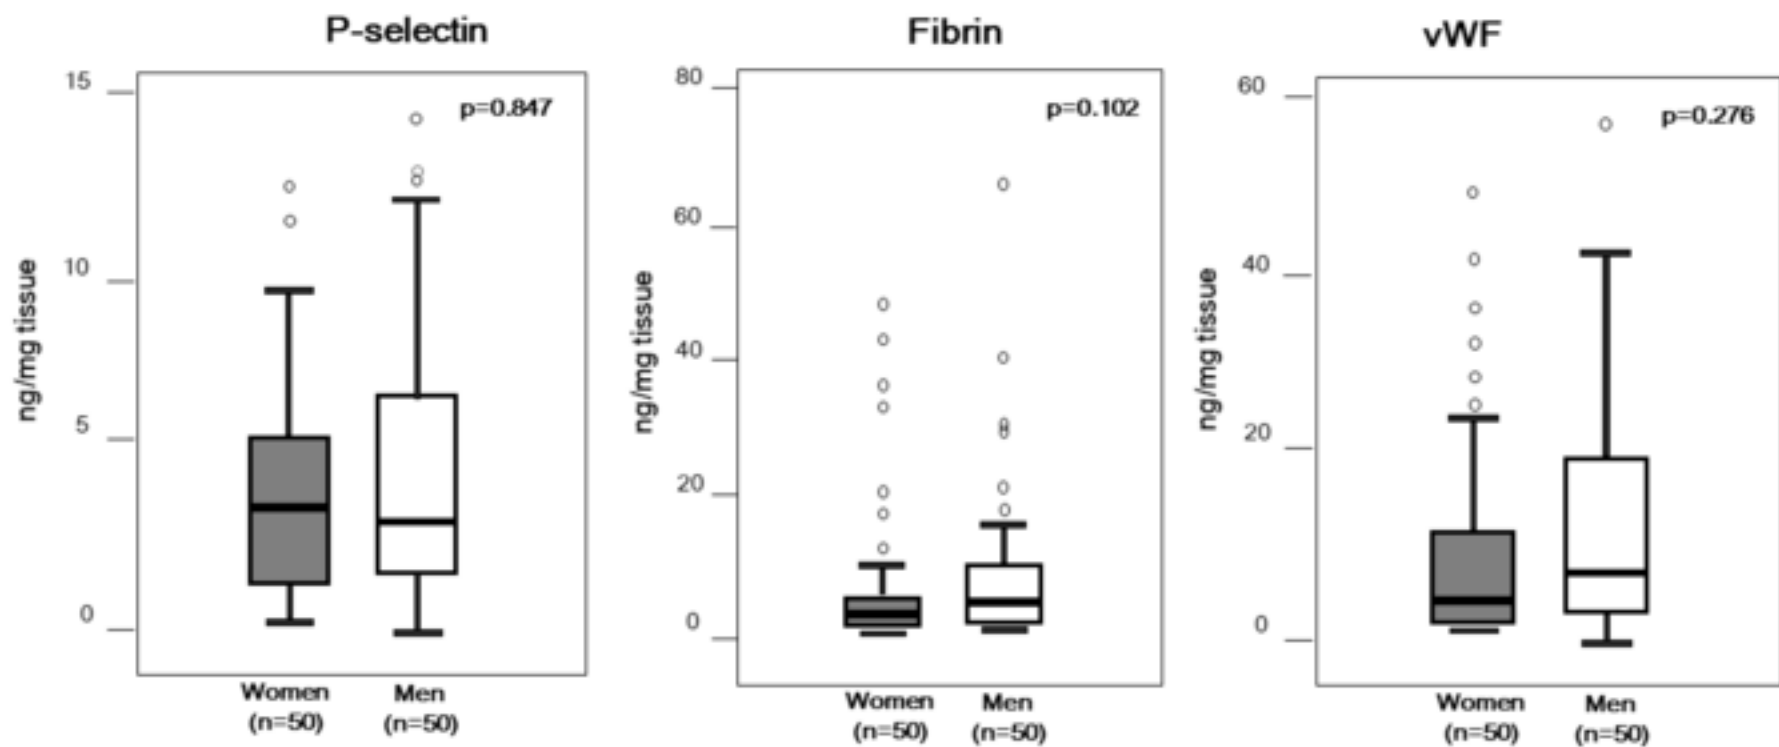 P-selectin
15
10
5
0
ng/mg tissue
p=0.847
Women
(n=50)
Men
(n=50)
Fibrin
80
60
40
20
0
ng/mg tissue
p=0.102
Women
(n=50)
Men
(n=50)
vWF
60
40
20
0
ng/mg tissue
p=0.276
Women
(n=50)
Men
(n=50)